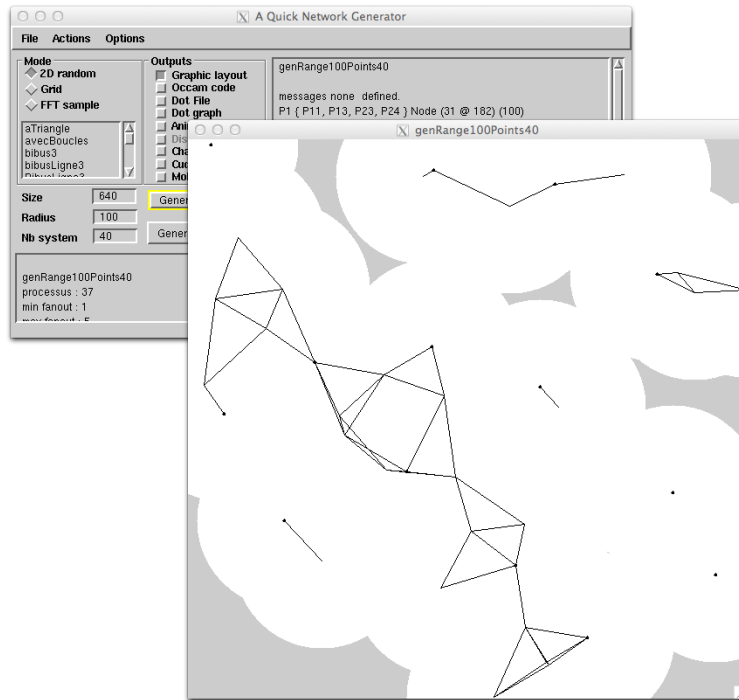 A Quick Network Generator
File Actions Options
Mode
2D random
Grid
FFT sample
aTriangle
avecBoucles
bibus3
bibusLigne3
Outputs
Graphic layout
Occam code
Dot File
Dot graph
genRange100Points40
messages none defined.
P1 { P11, P13, P23, P24 } Node (31 @ 182) (100)
Size 640
Radius 100
Nb system 40
genRange100Points40
processus : 37
min fanout : 1
genRange100Points40